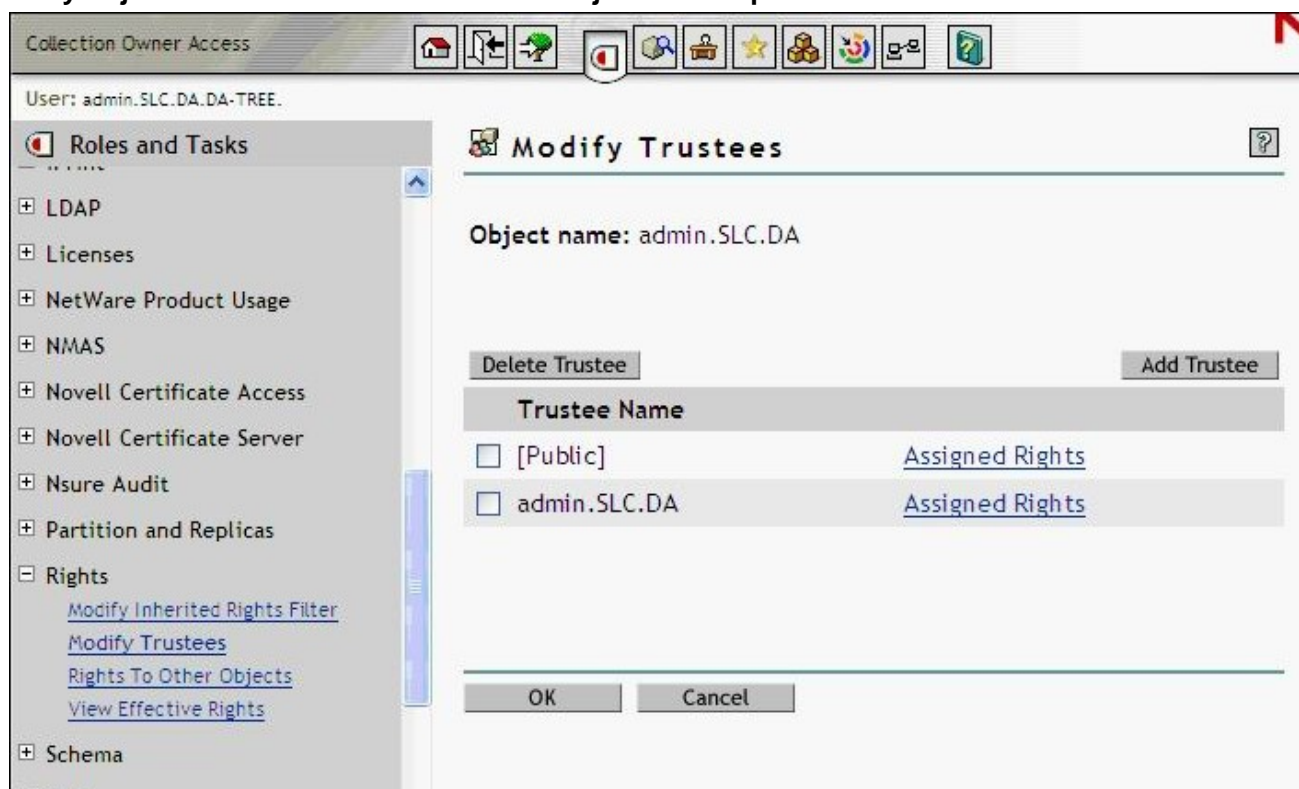 Collection Owner Access
N
User: admin.SLC.DA.DA-TREE.
Roles and Tasks
LDAP
Licenses
NetWare Product Usage
NMAS
Novell Certificate Access
Novell Certificate Server
Nsure Audit
Partition and Replicas
Rights
Modify Inherited Rights Filter
Modify Trustees
Rights To Other Objects
View Effective Rights
Schema
Modify Trustees
?
Object name: admin.SLC.DA
Delete Trustee
Add Trustee
Trustee Name
[Public] Assigned Rights
admin.SLC.DA Assigned Rights
OK
Cancel